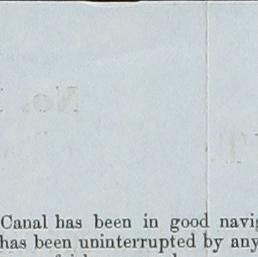 Canal has been in good navig
has been uninterrupted by any